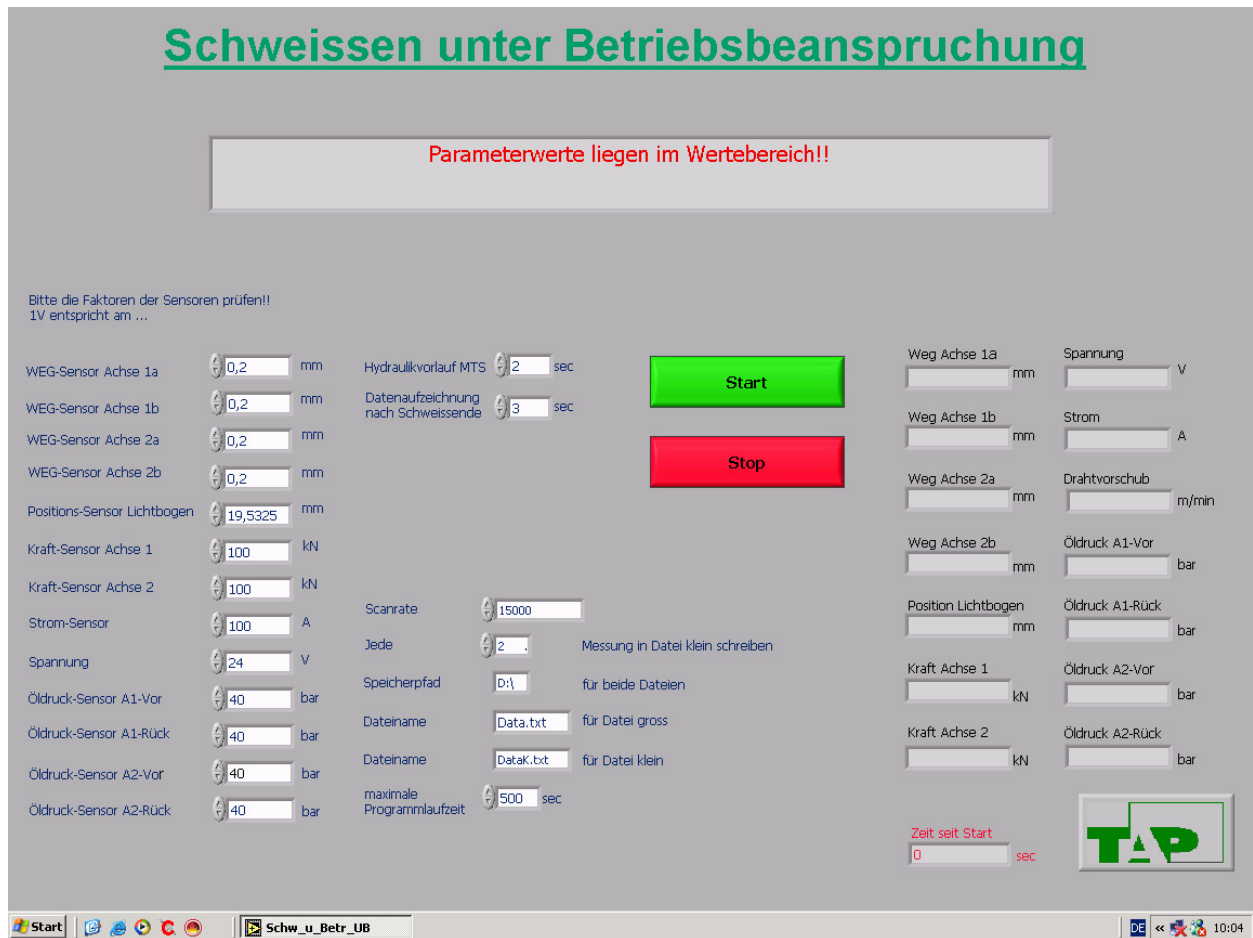 Schweissen unter Betriebsbeanspruchung
Parameterwerte liegen im Wertebereich!!
Bitte die Faktoren der Sensoren prüfen!!
1V entspricht am ...
WEG-Sensor Achse 1a 0,2 mm
WEG-Sensor Achse 1b 0,2 mm
WEG-Sensor Achse 2a 0,2 mm
WEG-Sensor Achse 2b 0,2 mm
Positions-Sensor Lichtbogen 19,5325 mm
Kraft-Sensor Achse 1 100 kN
Kraft-Sensor Achse 2 100 kN
Strom-Sensor 100 A
Spannung 24 V
Öldruck-Sensor A1-Vor 40 bar
Öldruck-Sensor A1-Rück 40 bar
Öldruck-Sensor A2-Vor 40 bar
Öldruck-Sensor A2-Rück 40 bar
Hydraulikvorlauf MTS 2 sec
Datenaufzeichnung
nach Schweissende 3 sec
Scanrate 15000
Jede 2 . Messung in Datei klein schreiben
Speicherpfad D:\ für beide Dateien
Dateiname Data.txt für Datei gross
Dateiname DataK.txt für Datei klein
maximale
Programmlaufzeit 500 sec
Start
Stop
Weg Achse 1a
mm
Weg Achse 1b
mm
Weg Achse 2a
mm
Weg Achse 2b
mm
Position Lichtbogen
mm
Kraft Achse 1
kN
Kraft Achse 2
kN
Spannung
V
Strom
A
Drahtvorschub
m/min
Öldruck A1-Vor
bar
Öldruck A1-Rück
bar
Öldruck A2-Vor
bar
Öldruck A2-Rück
bar
Zeit seit Start
0 sec
TAP
Start Schw_u_Betr_UB DE « 10:04